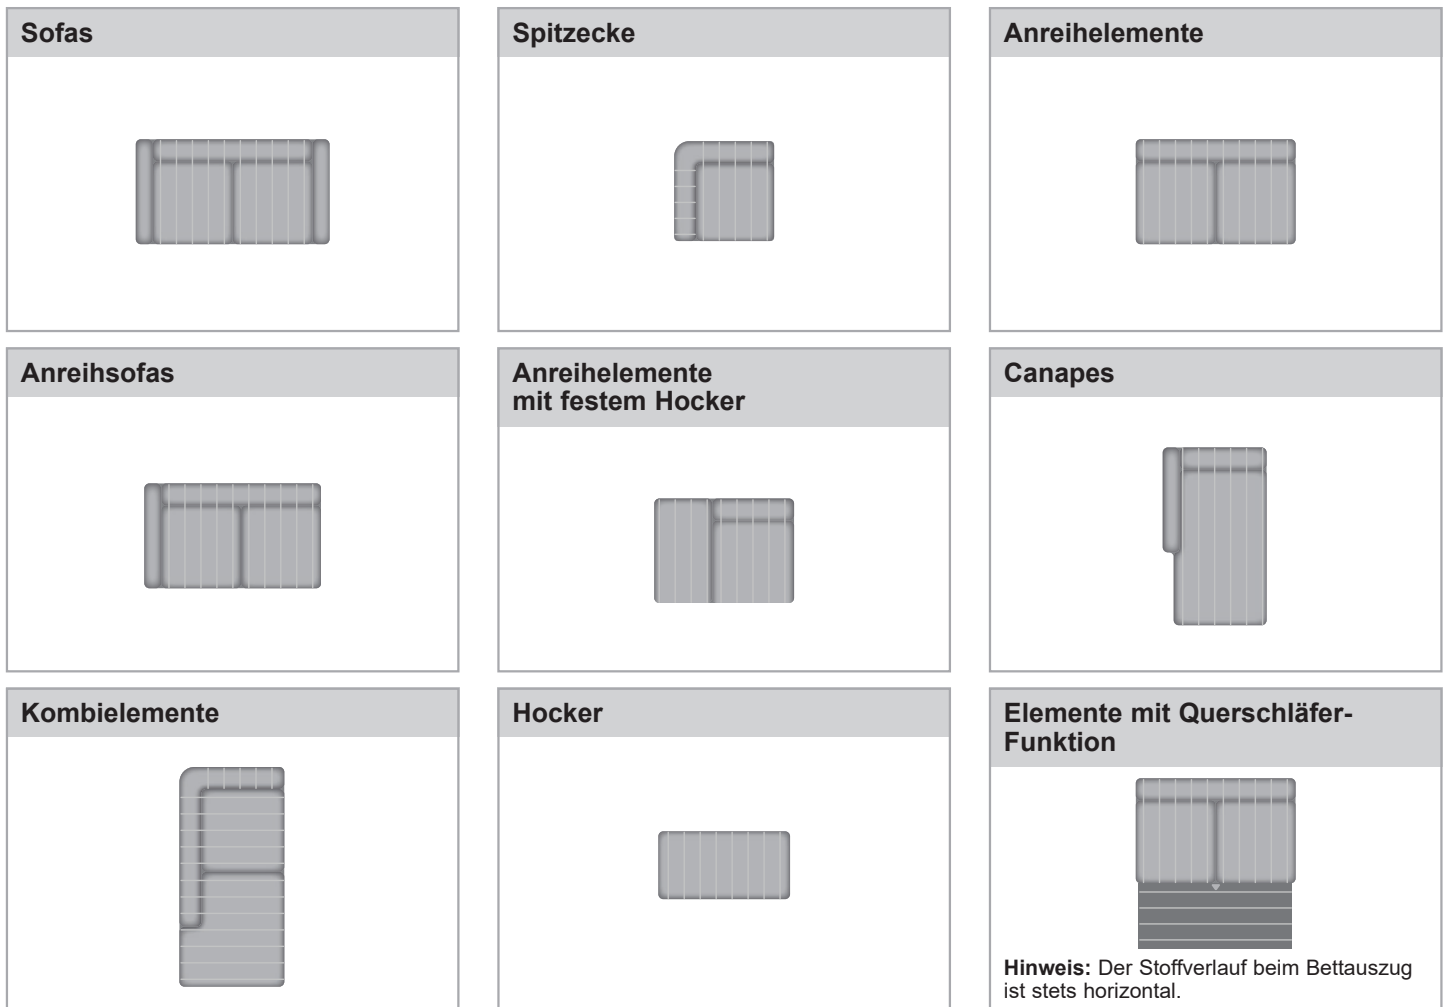 Sofas
Spitzecke
Anreihelemente
Anreihsofas
Anreihelemente
mit festem Hocker
Canapes
Kombielemente
Hocker
Elemente mit Querschläfer-
Funktion
Hinweis: Der Stoffverlauf beim Bettauszug
ist stets horizontal.